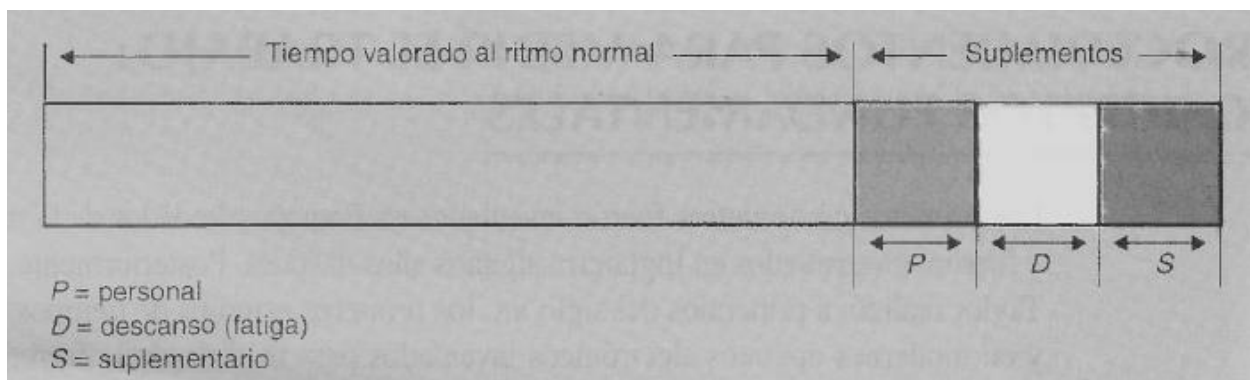 Tiempo valorado al ritmo normal
Suplementos
P
D
S
P = personal
D = descanso (fatiga)
S = suplementario